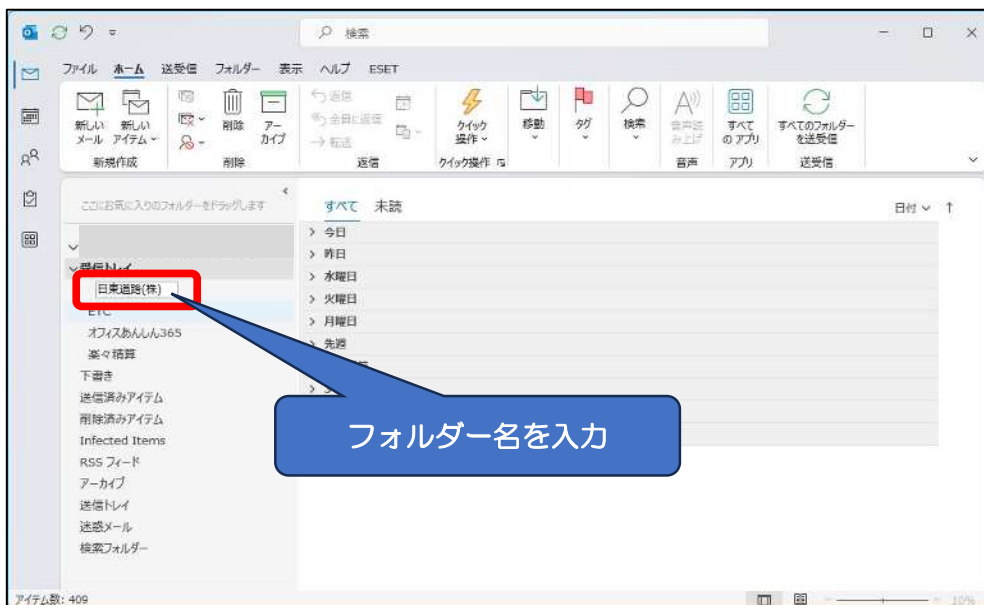 検索
ファイル ホーム 送受信 フォルダー 表示 ヘルプ ESET
新しい
メール
新しい
アイテム
削除
アー
カイブ
返信
全員に返信
転送
クイック
操作
移動
タグ
検索
音声読
み上げ
すべて
のアプリ
すべてのフォルダー
を送受信
新規作成 削除 返信 クイック操作 音声 アプリ 送受信
ここにお気に入りのフォルダーをドラッグします
すべて 未読 日付
今日
昨日
受信トレイ
水曜日
日東道路(株)
火曜日
ETC
月曜日
オフィスあんしん365
先週
楽々精算
下書き
送信済みアイテム
削除済みアイテム
フォルダー名を入力
Infected Items
RSS フィード
アーカイブ
送信トレイ
迷惑メール
検索フォルダー
アイテム数: 409
10%